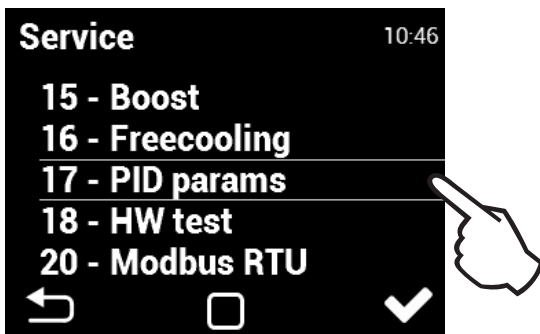 Service 10:46
15 - Boost
16 - Freecooling
17 - PID params
18 - HW test
20 - Modbus RTU